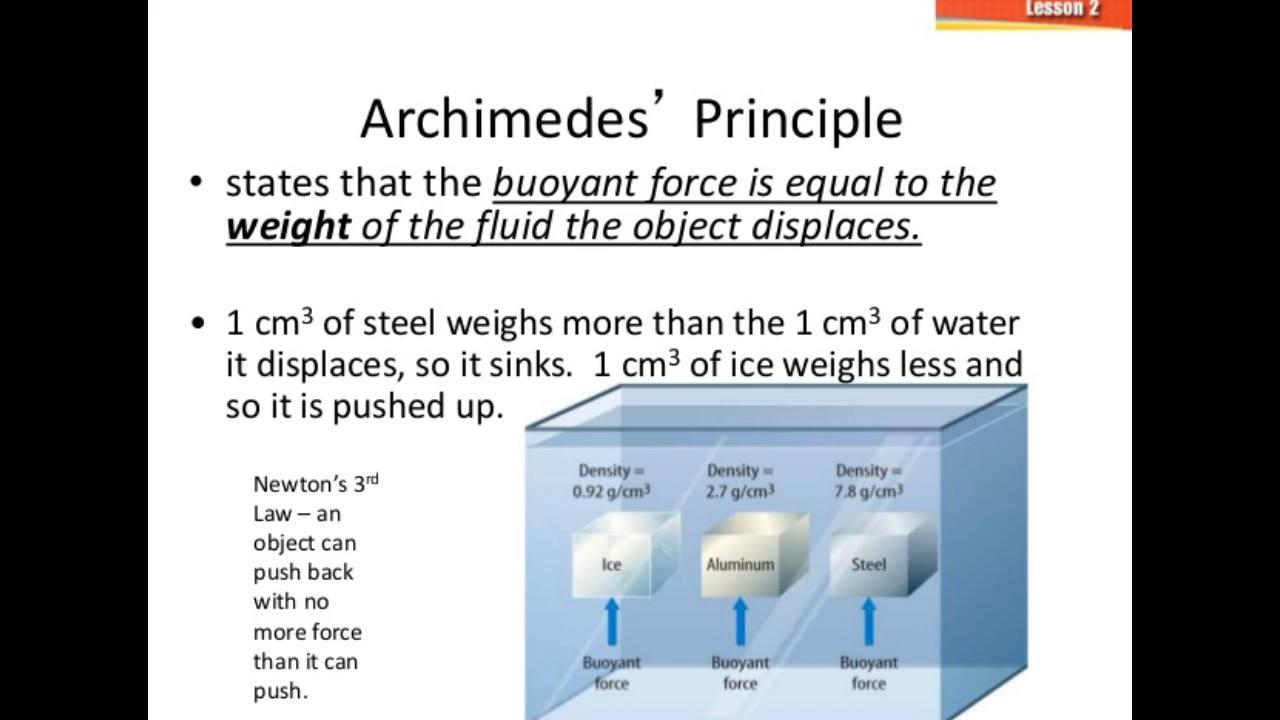 Lesson 2
Archimedes’ Principle
• states that the buoyant force is equal to the
weight of the fluid the object displaces.
• 1 cm³ of steel weighs more than the 1 cm³ of water
it displaces, so it sinks.  1 cm³ of ice weighs less and
so it is pushed up.
Newton’s 3rd
Law – an
object can
push back
with no
more force
than it can
push.
Density =
0.92 g/cm³
Density =
2.7 g/cm³
Density =
7.8 g/cm³
Ice
Aluminum
Steel
Buoyant
force
Buoyant
force
Buoyant
force